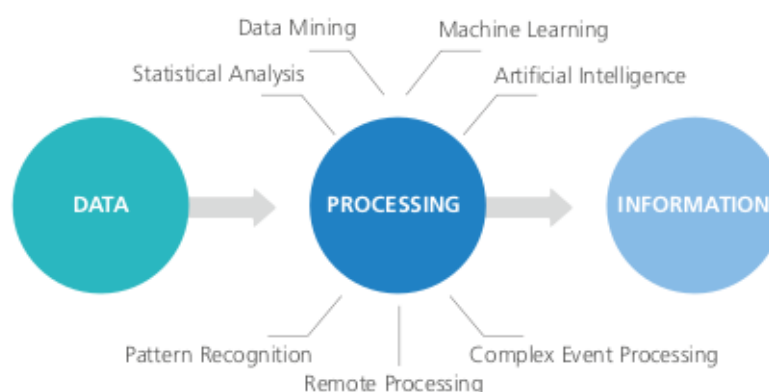 Data Mining
Machine Learning
Statistical Analysis
Artificial Intelligence
DATA
PROCESSING
INFORMATION
Pattern Recognition
Complex Event Processing
Remote Processing